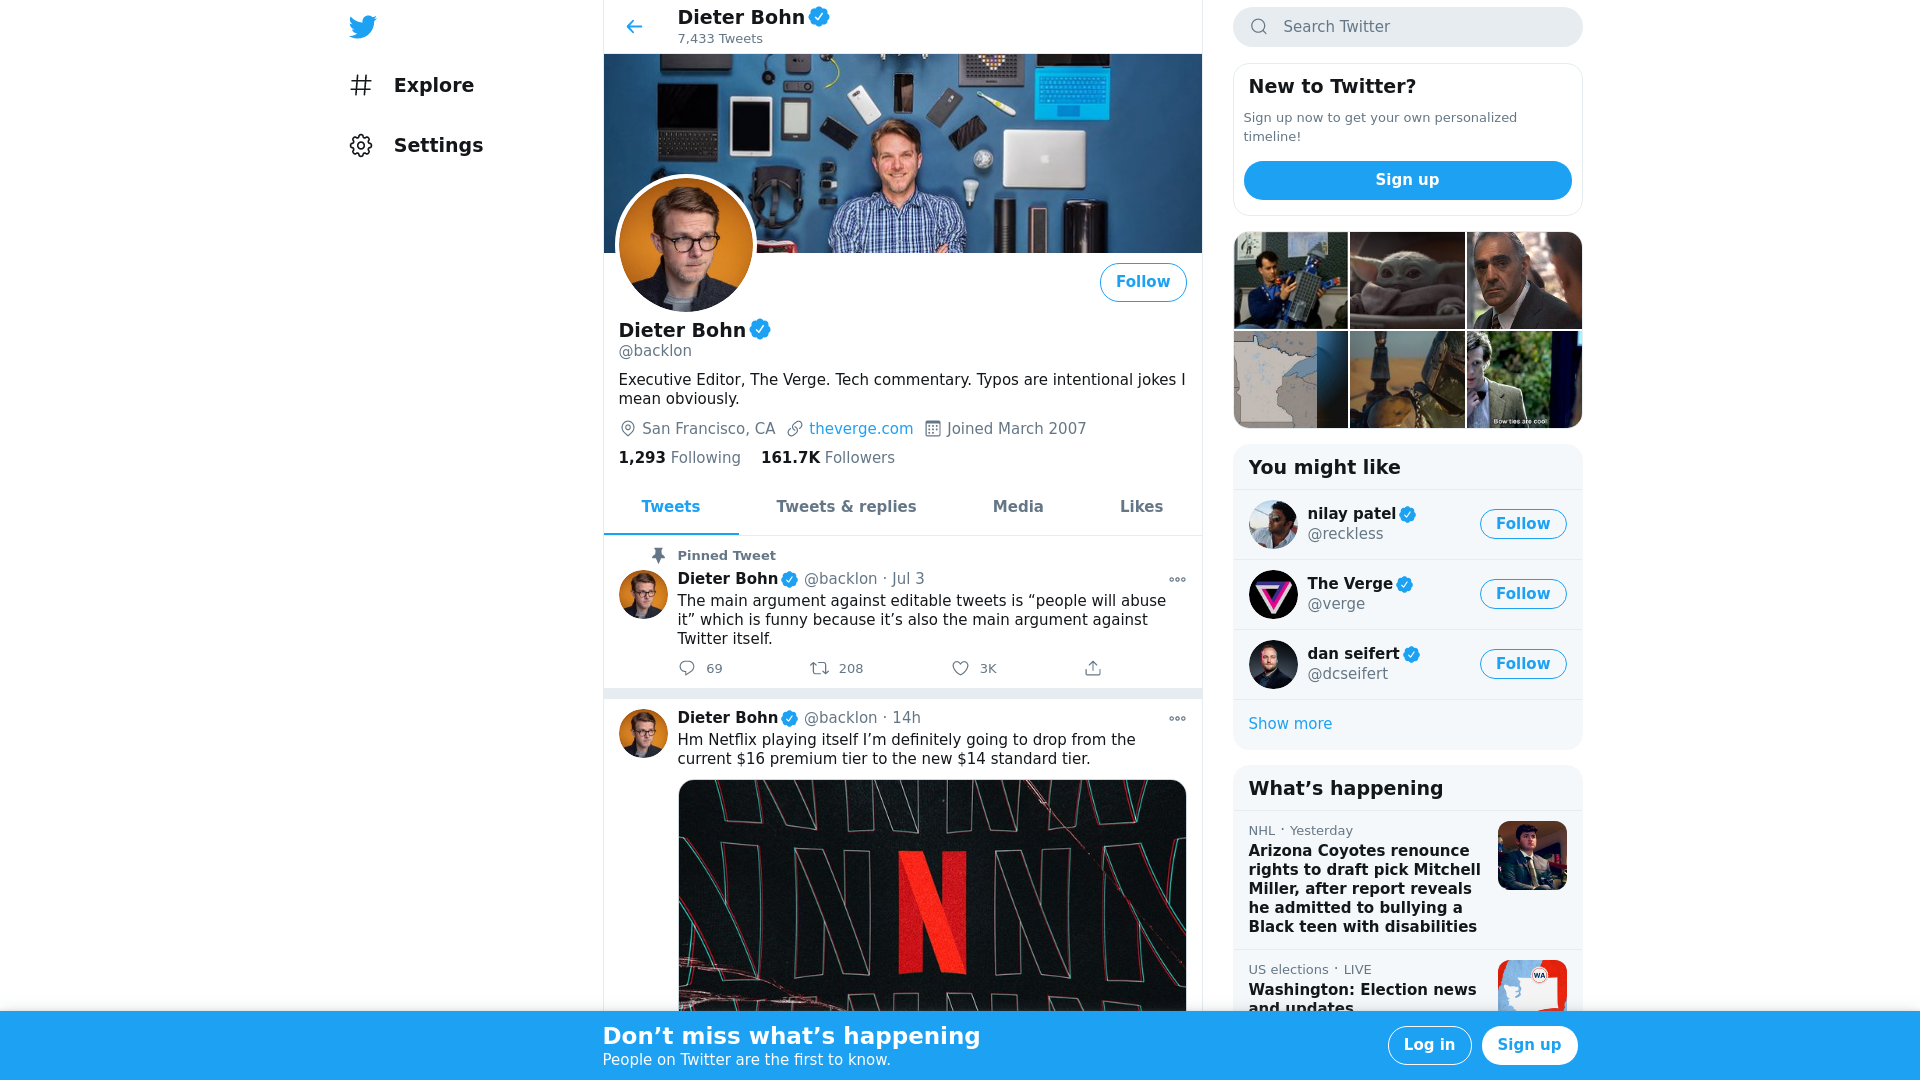 Explore
Settings
Dieter Bohn
7,433 Tweets
Follow
Dieter Bohn
@backlon
Executive Editor, The Verge. Tech commentary. Typos are intentional jokes I
mean obviously.
San Francisco, CA theverge.com Joined March 2007
1,293 Following 161.7K Followers
Tweets Tweets & replies Media Likes
Pinned Tweet
Dieter Bohn @backlon · Jul 3
The main argument against editable tweets is “people will abuse
it” which is funny because it’s also the main argument against
Twitter itself.
69 208 3K
Dieter Bohn @backlon · 14h
Hm Netflix playing itself I’m definitely going to drop from the
current $16 premium tier to the new $14 standard tier.
N
Search Twitter
New to Twitter?
Sign up now to get your own personalized
timeline!
Sign up
Bow ties are cool
You might like
nilay patel
@reckless
Follow
The Verge
@verge
Follow
dan seifert
@dcseifert
Follow
Show more
What’s happening
NHL · Yesterday
Arizona Coyotes renounce
rights to draft pick Mitchell
Miller, after report reveals
he admitted to bullying a
Black teen with disabilities
US elections · LIVE
Washington: Election news
and updates
WA
Don’t miss what’s happening
People on Twitter are the first to know.
Log in Sign up